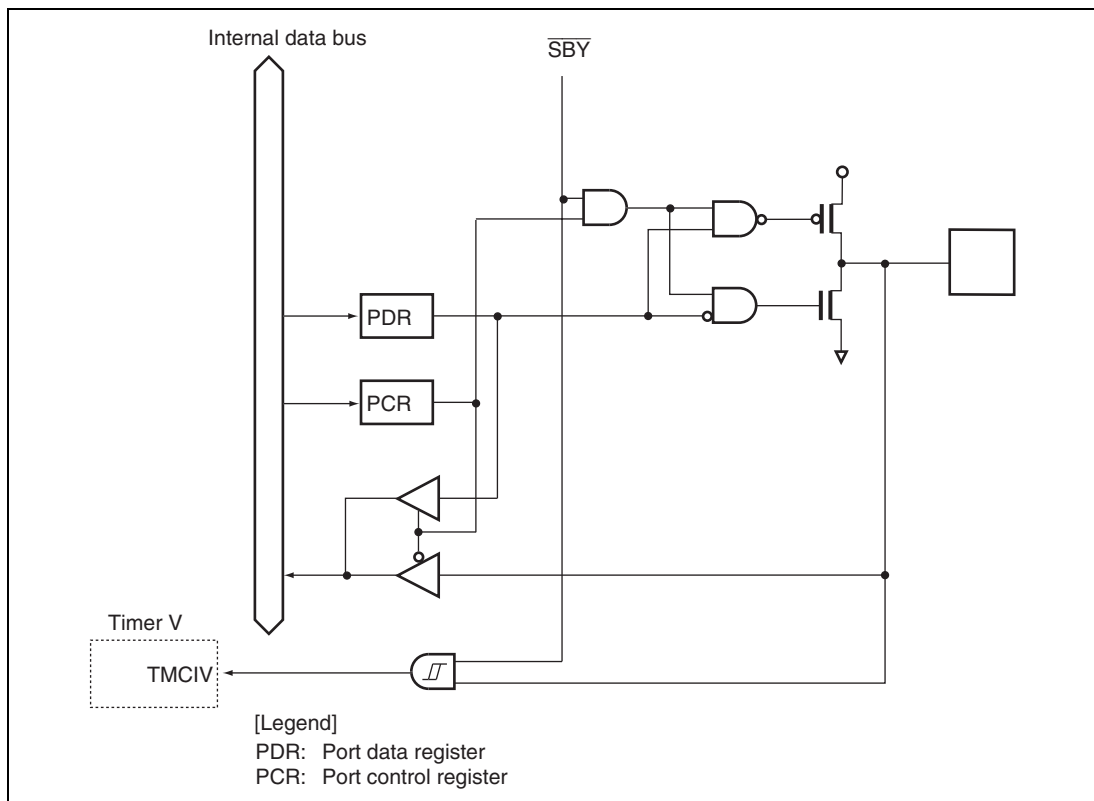 Internal data bus
SBY
PDR
PCR
Timer V
TMCIV
[Legend]
PDR: Port data register
PCR: Port control register